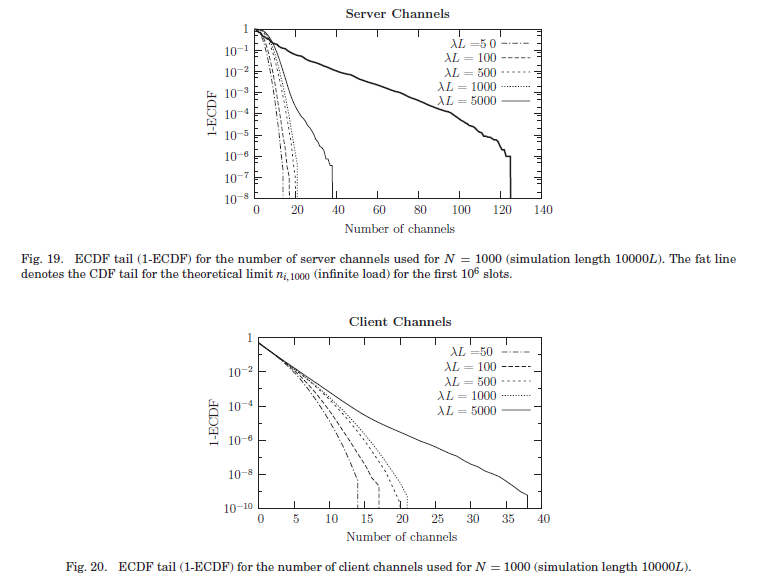 Server Channels
1
10⁻¹
10⁻²
10⁻³
10⁻⁴
10⁻⁵
10⁻⁶
10⁻⁷
10⁻⁸
1-ECDF
λL =5 0
λL = 100
λL = 500
λL = 1000
λL = 5000
0 20 40 60 80 100 120 140
Number of channels
Fig. 19. ECDF tail (1-ECDF) for the number of server channels used for N = 1000 (simulation length 10000L). The fat line
denotes the CDF tail for the theoretical limit nᵢ,₁₀₀₀ (infinite load) for the first 10⁶ slots.
Client Channels
1
10⁻²
10⁻⁴
10⁻⁶
10⁻⁸
10⁻¹⁰
1-ECDF
λL =50
λL = 100
λL = 500
λL = 1000
λL = 5000
0 5 10 15 20 25 30 35 40
Number of channels
Fig. 20. ECDF tail (1-ECDF) for the number of client channels used for N = 1000 (simulation length 10000L).